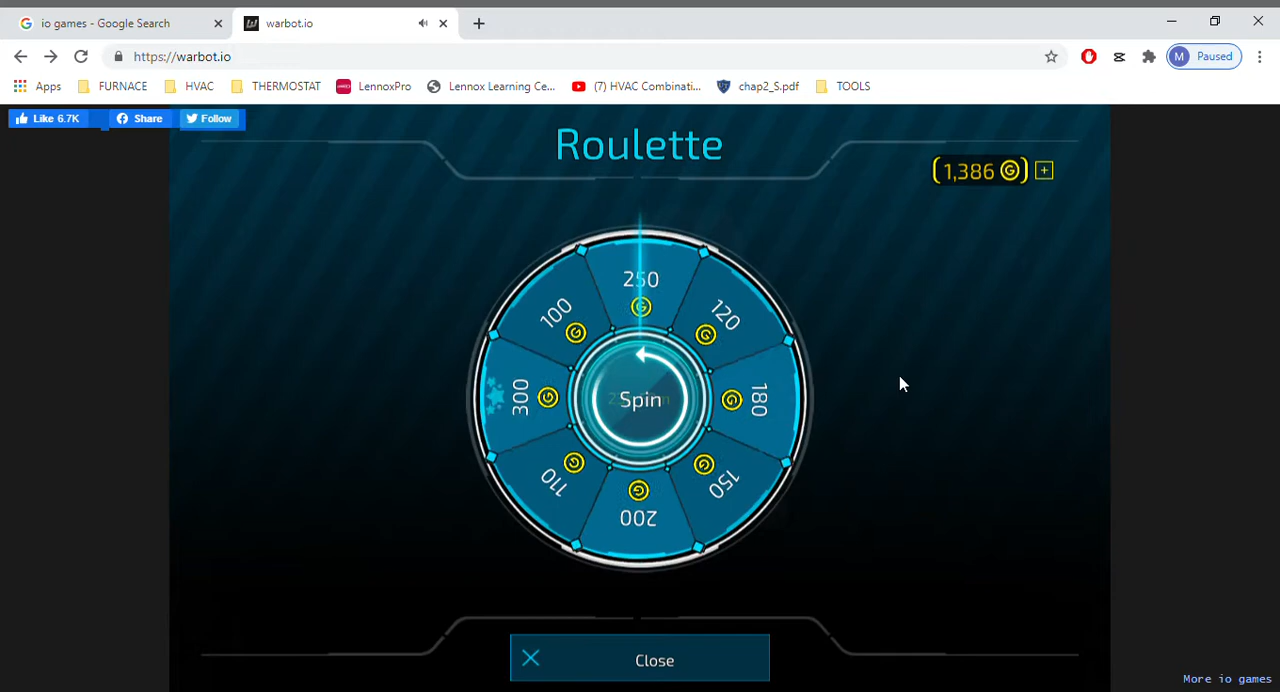 io games - Google Search
warbot.io
https://warbot.io
M Paused
Apps FURNACE HVAC THERMOSTAT LennoxPro Lennox Learning Ce... (7) HVAC Combinati... chap2_S.pdf TOOLS
Like 6.7K Share Follow
Roulette
1,386 G
250
120
180
150
200
110
300
100
Spin
Close
More io games